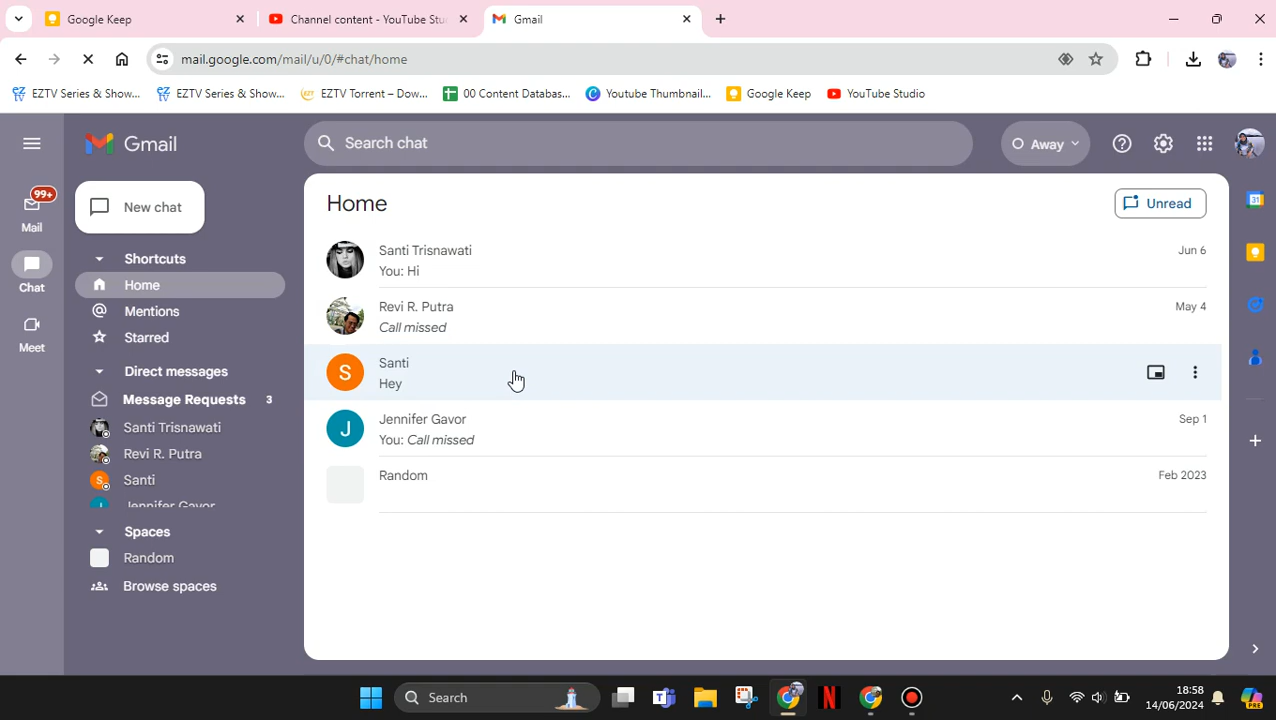 Google Keep
Channel content - YouTube Stu
Gmail
mail.google.com/mail/u/0/#chat/home
EZTV Series & Show...
EZTV Series & Show...
EZTV Torrent – Dow...
00 Content Databas...
Youtube Thumbnail...
Google Keep
YouTube Studio
Gmail
Search chat
Away
99+
Mail
Chat
Meet
New chat
Shortcuts
Home
Mentions
Starred
Direct messages
Message Requests 3
Santi Trisnawati
Revi R. Putra
S Santi
Jennifer Gavor
Spaces
Random
Browse spaces
Home
Unread
Santi Trisnawati Jun 6
You: Hi
Revi R. Putra May 4
Call missed
S
Santi
Hey
J
Jennifer Gavor Sep 1
You: Call missed
Random Feb 2023
31
Search
18:58
14/06/2024
PRE